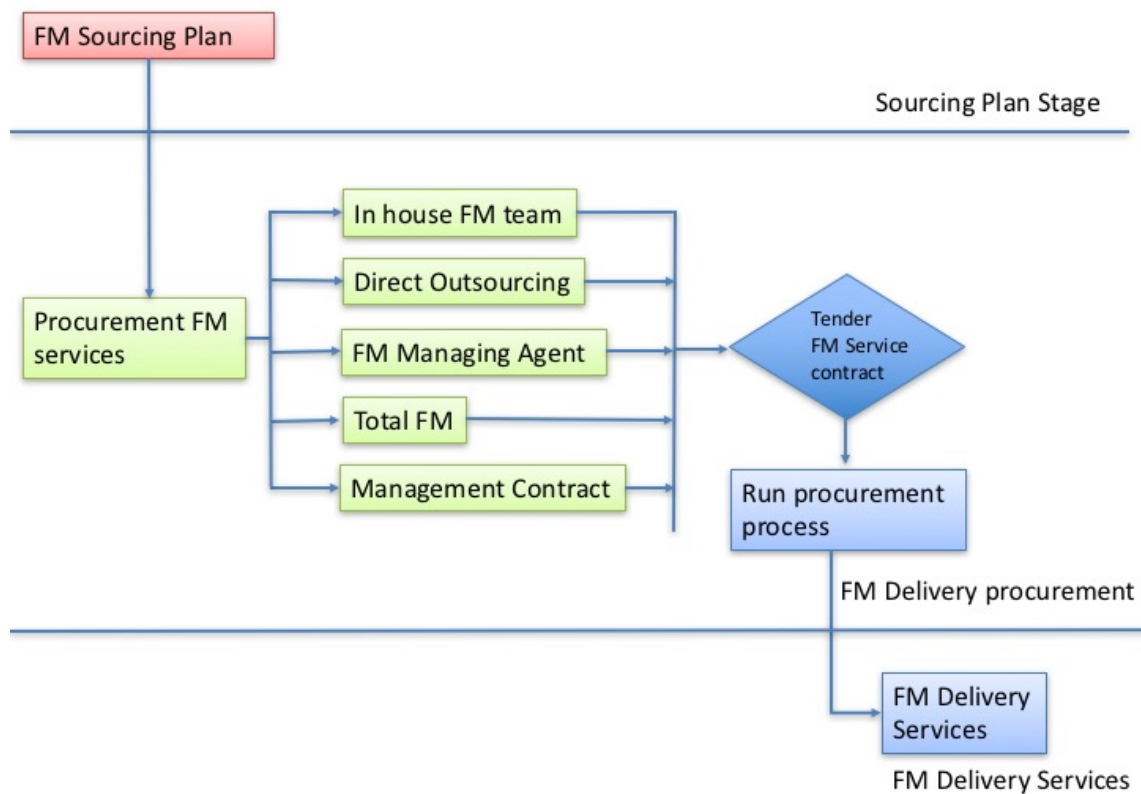 FM Sourcing Plan
Sourcing Plan Stage
In house FM team
Direct Outsourcing
Procurement FM
services
FM Managing Agent
Total FM
Management Contract
Tender
FM Service
contract
Run procurement
process
FM Delivery procurement
FM Delivery
Services
FM Delivery Services